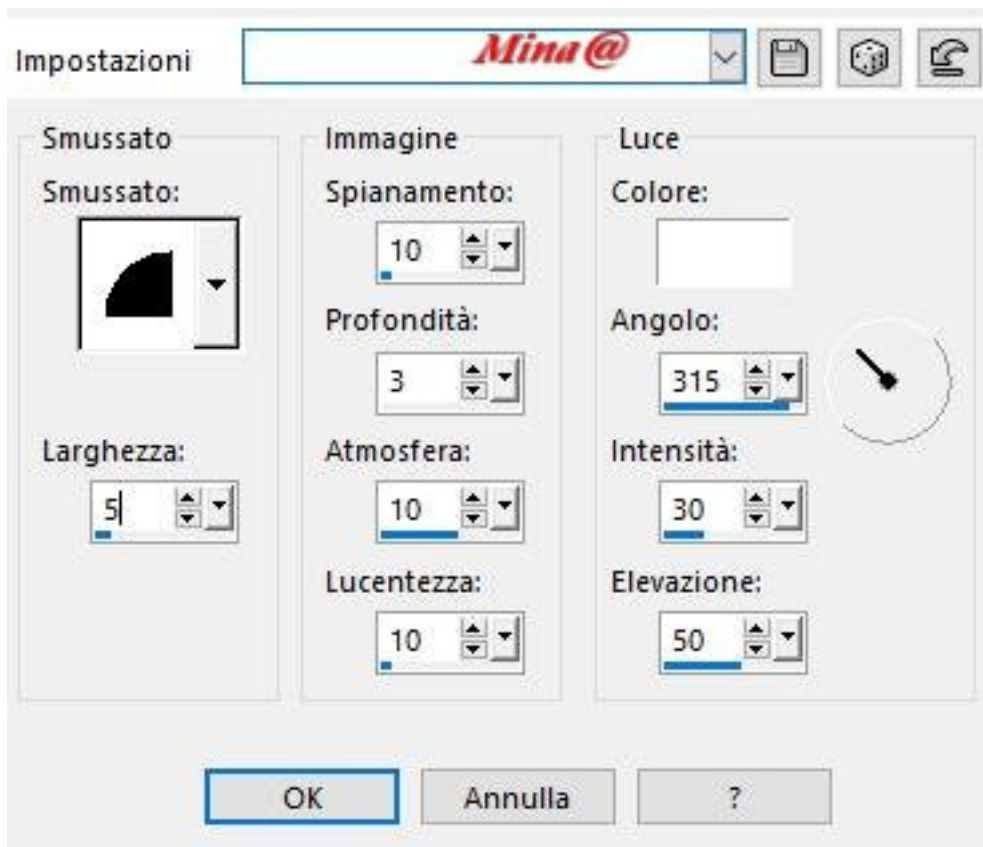 Impostazioni Mina@
Smussato
Smussato:
Larghezza:
5
Immagine
Spianamento:
10
Profondità:
3
Atmosfera:
10
Lucentezza:
10
Luce
Colore:
Angolo:
315
Intensità:
30
Elevazione:
50
OK Annulla ?